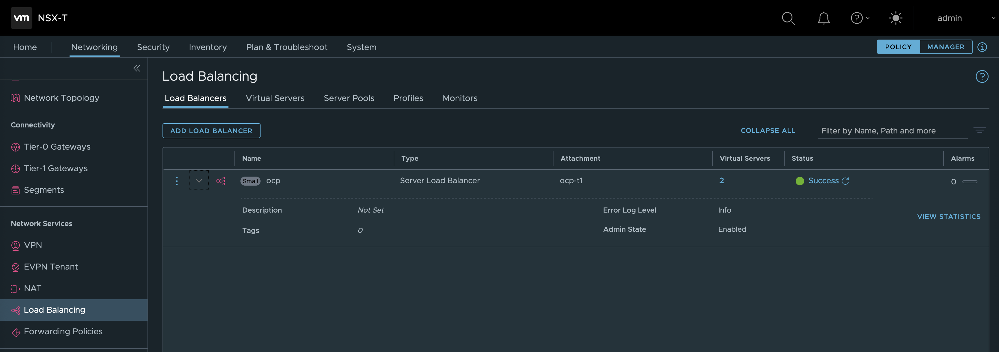 vm NSX-T
admin
Home Networking Security Inventory Plan & Troubleshoot System
POLICY MANAGER
Network Topology
Connectivity
Tier-0 Gateways
Tier-1 Gateways
Segments
Network Services
VPN
EVPN Tenant
NAT
Load Balancing
Forwarding Policies
Load Balancing
Load Balancers Virtual Servers Server Pools Profiles Monitors
ADD LOAD BALANCER
COLLAPSE ALL
Filter by Name, Path and more
Name Type Attachment Virtual Servers Status Alarms
Small ocp Server Load Balancer ocp-t1 2 Success 0
Description Not Set Error Log Level Info
VIEW STATISTICS
Tags 0 Admin State Enabled